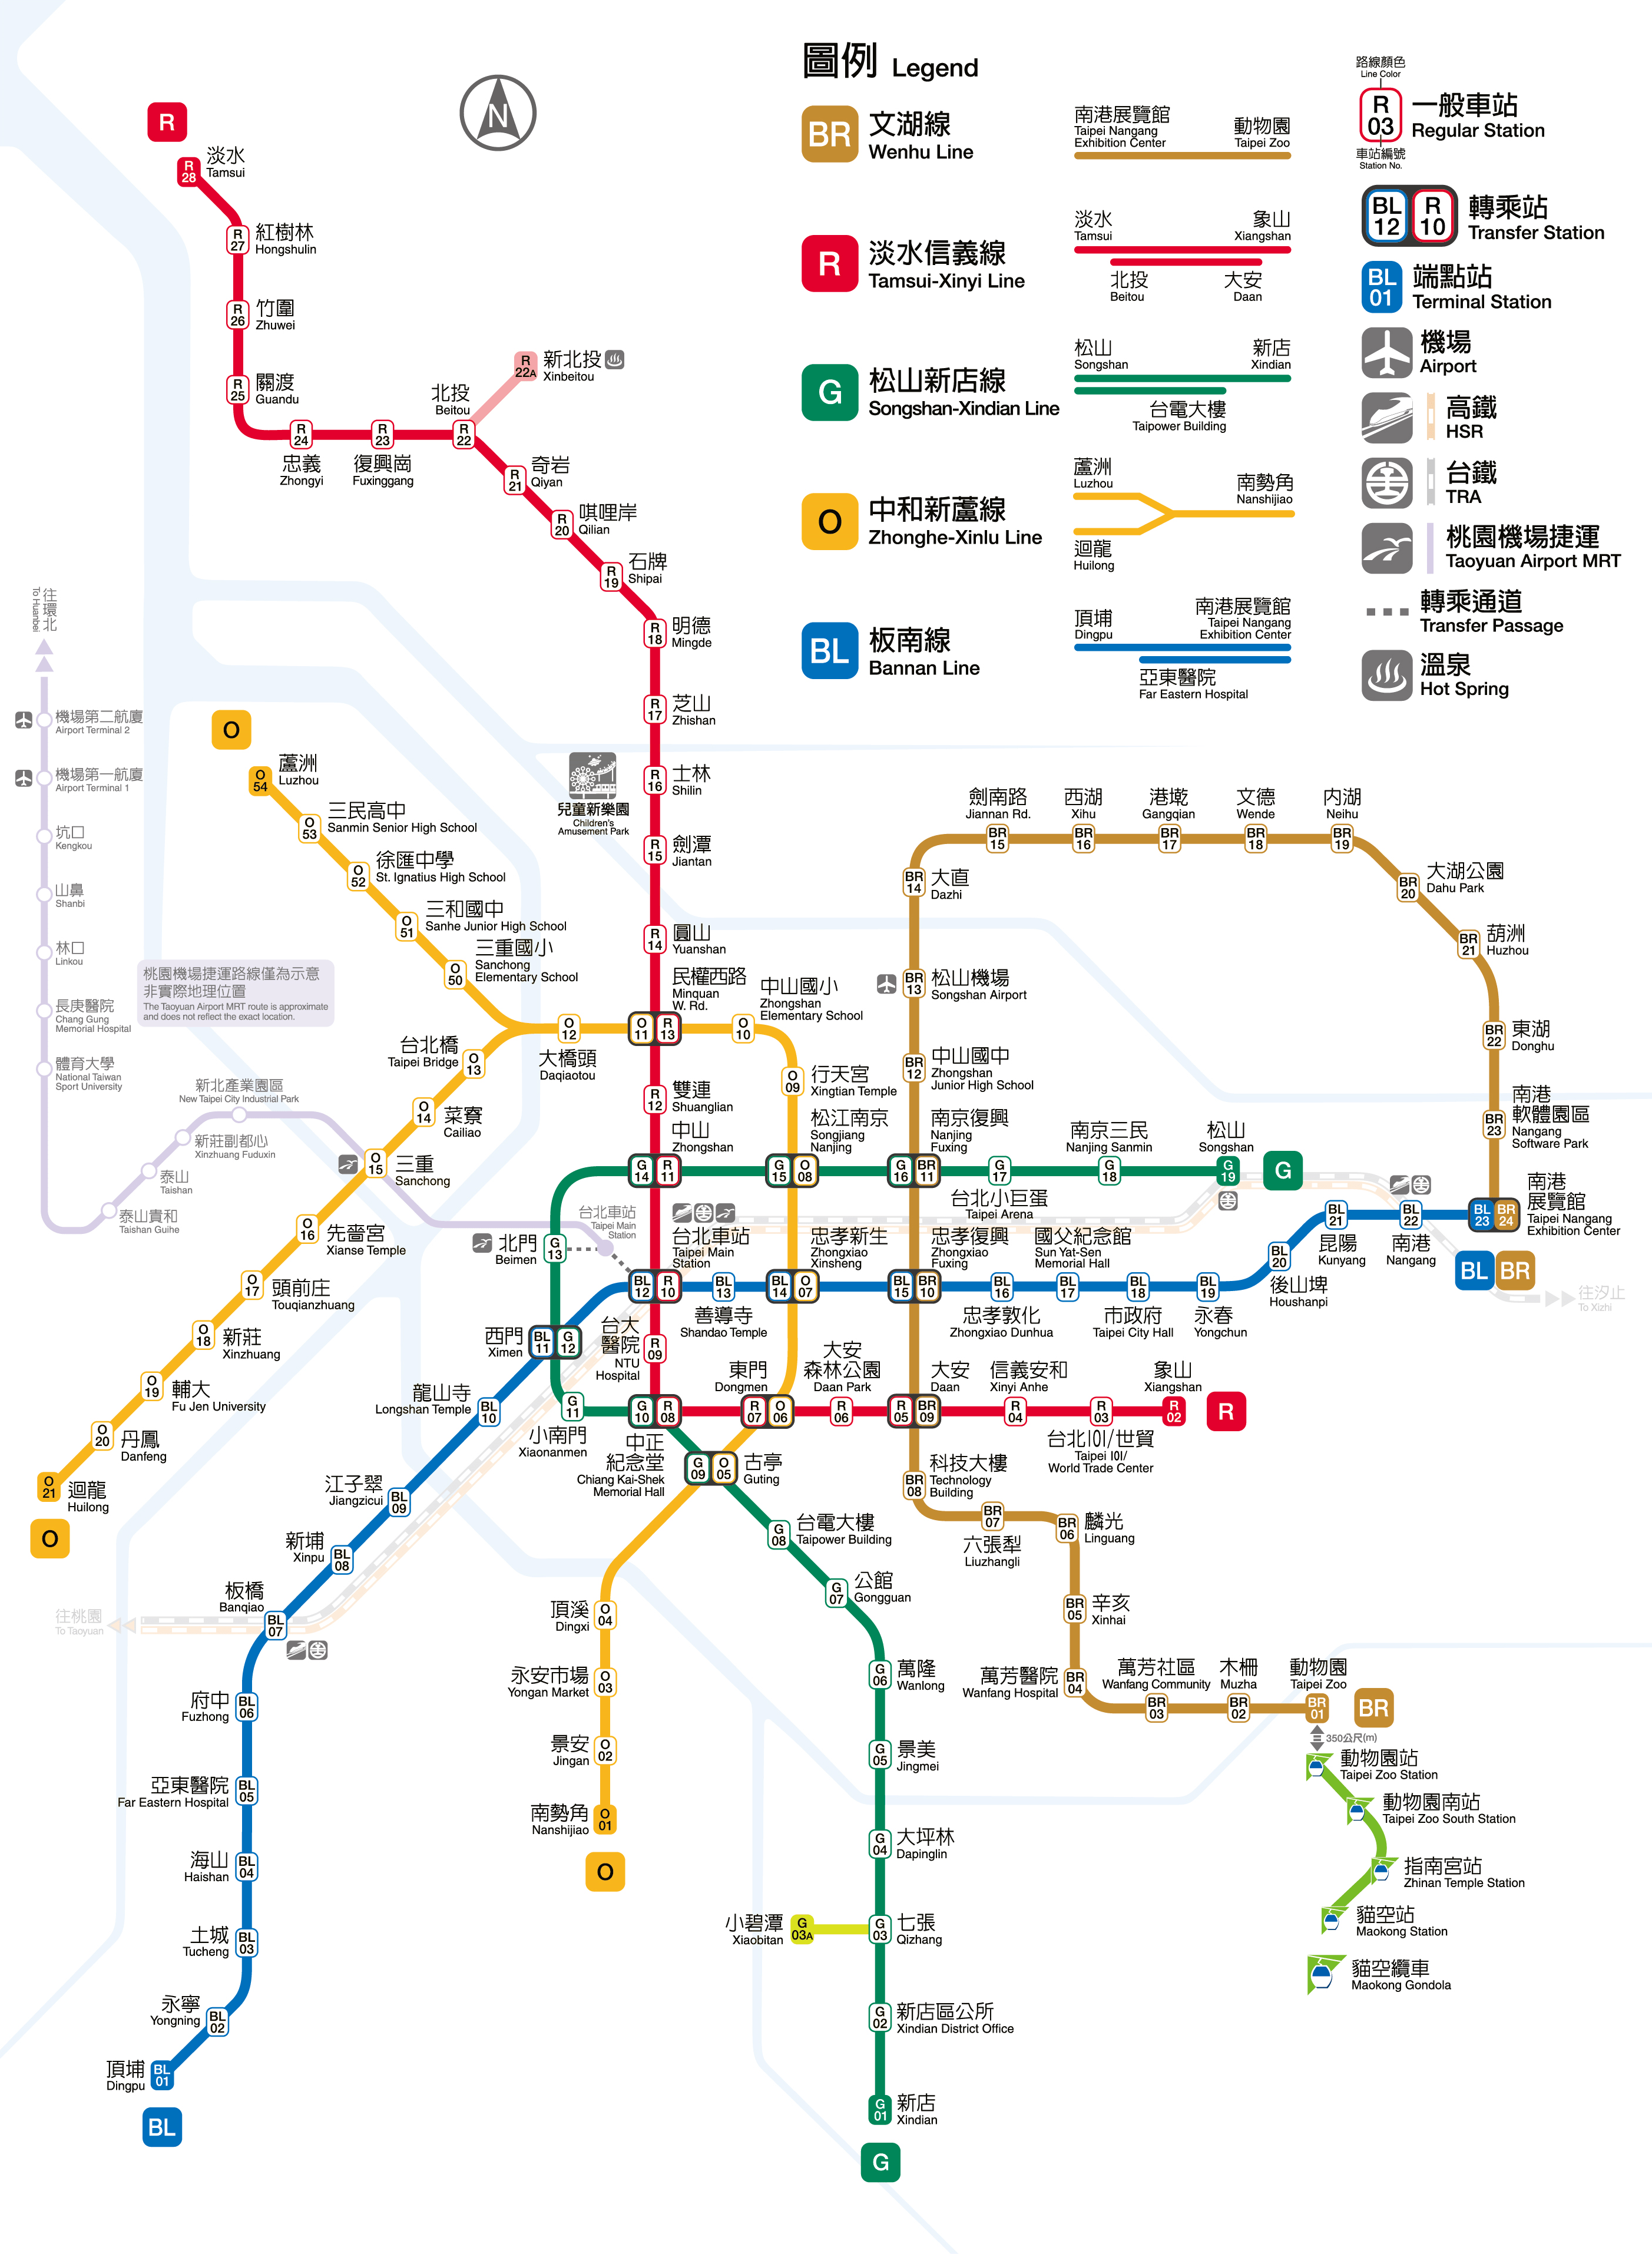 圖例 Legend
BR 文湖線
Wenhu Line
南港展覽館
Taipei Nangang
Exhibition Center
動物園
Taipei Zoo
R 淡水信義線
Tamsui-Xinyi Line
淡水
Tamsui
象山
Xiangshan
北投
Beitou
大安
Daan
G 松山新店線
Songshan-Xindian Line
松山
Songshan
新店
Xindian
台電大樓
Taipower Building
O 中和新蘆線
Zhonghe-Xinlu Line
蘆洲
Luzhou
南勢角
Nanshijiao
迴龍
Huilong
BL 板南線
Bannan Line
頂埔
Dingpu
南港展覽館
Taipei Nangang
Exhibition Center
亞東醫院
Far Eastern Hospital
路線顏色
Line Color
R 03
車站編號
Station No.
一般車站
Regular Station
BL 12 R 10
轉乘站
Transfer Station
BL 01
端點站
Terminal Station
機場
Airport
高鐵
HSR
台鐵
TRA
桃園機場捷運
Taoyuan Airport MRT
轉乘通道
Transfer Passage
溫泉
Hot Spring
N
R
R 28 淡水
Tamsui
R 27 紅樹林
Hongshulin
R 26 竹圍
Zhuwei
R 25 關渡
Guandu
R 24 忠義
Zhongyi
R 23 復興崗
Fuxinggang
R 22 北投
Beitou
R 22A 新北投
Xinbeitou
R 21 奇岩
Qiyan
R 20 唭哩岸
Qilian
R 19 石牌
Shipai
R 18 明德
Mingde
R 17 芝山
Zhishan
R 16 士林
Shilin
兒童新樂園
Children's
Amusement Park
R 15 劍潭
Jiantan
R 14 圓山
Yuanshan
O 11 R 13 民權西路
Minquan
W. Rd.
R 12 雙連
Shuanglian
G 14 R 11 中山
Zhongshan
BL 12 R 10 台北車站
Taipei Main
Station
R 09 台大
醫院
NTU
Hospital
G 10 R 08 中正
紀念堂
Chiang Kai-Shek
Memorial Hall
R 07 O 06 東門
Dongmen
R 06 大安
森林公園
Daan Park
R 05 BR 09 大安
Daan
R 04 信義安和
Xinyi Anhe
R 03 台北101/世貿
Taipei 101/
World Trade Center
R 02 象山
Xiangshan
R
往環北
To Huanbei
機場第二航廈
Airport Terminal 2
機場第一航廈
Airport Terminal 1
坑口
Kengkou
山鼻
Shanbi
林口
Linkou
長庚醫院
Chang Gung
Memorial Hospital
體育大學
National Taiwan
Sport University
泰山貴和
Taishan Guihe
泰山
Taishan
新莊副都心
Xinzhuang Fuduxin
新北產業園區
New Taipei City Industrial Park
台北車站
Taipei Main
Station
桃園機場捷運路線僅為示意
非實際地理位置
The Taoyuan Airport MRT route is approximate
and does not reflect the exact location.
O
O 54 蘆洲
Luzhou
O 53 三民高中
Sanmin Senior High School
O 52 徐匯中學
St. Ignatius High School
O 51 三和國中
Sanhe Junior High School
O 50 三重國小
Sanchong
Elementary School
O 12 大橋頭
Daqiaotou
O 13 台北橋
Taipei Bridge
O 14 菜寮
Cailiao
O 15 三重
Sanchong
O 16 先嗇宮
Xianse Temple
O 17 頭前庄
Touqianzhuang
O 18 新莊
Xinzhuang
O 19 輔大
Fu Jen University
O 20 丹鳳
Danfeng
O 21 迴龍
Huilong
O
O 10 中山國小
Zhongshan
Elementary School
O 09 行天宮
Xingtian Temple
G 15 O 08 松江南京
Songjiang
Nanjing
BL 14 O 07 忠孝新生
Zhongxiao
Xinsheng
G 09 O 05 古亭
Guting
O 04 頂溪
Dingxi
O 03 永安市場
Yongan Market
O 02 景安
Jingan
O 01 南勢角
Nanshijiao
O
BR 15 劍南路
Jiannan Rd.
BR 16 西湖
Xihu
BR 17 港墘
Gangqian
BR 18 文德
Wende
BR 19 內湖
Neihu
BR 20 大湖公園
Dahu Park
BR 21 葫洲
Huzhou
BR 22 東湖
Donghu
BR 23 南港
軟體園區
Nangang
Software Park
BL 23 BR 24 南港
展覽館
Taipei Nangang
Exhibition Center
BL BR
往汐止
To Xizhi
BR 14 大直
Dazhi
BR 13 松山機場
Songshan Airport
BR 12 中山國中
Zhongshan
Junior High School
G 16 BR 11 南京復興
Nanjing
Fuxing
BL 15 BR 10 忠孝復興
Zhongxiao
Fuxing
BR 08 科技大樓
Technology
Building
BR 07 六張犁
Liuzhangli
BR 06 麟光
Linguang
BR 05 辛亥
Xinhai
BR 04 萬芳醫院
Wanfang Hospital
BR 03 萬芳社區
Wanfang Community
BR 02 木柵
Muzha
BR 01 動物園
Taipei Zoo
BR
350公尺(m)
動物園站
Taipei Zoo Station
動物園南站
Taipei Zoo South Station
指南宮站
Zhinan Temple Station
貓空站
Maokong Station
貓空纜車
Maokong Gondola
G 17 台北小巨蛋
Taipei Arena
G 18 南京三民
Nanjing Sanmin
G 19 松山
Songshan
G
G 13 北門
Beimen
BL 11 G 12 西門
Ximen
G 11 小南門
Xiaonanmen
G 08 台電大樓
Taipower Building
G 07 公館
Gongguan
G 06 萬隆
Wanlong
G 05 景美
Jingmei
G 04 大坪林
Dapinglin
G 03 七張
Qizhang
G 03A 小碧潭
Xiaobitan
G 02 新店區公所
Xindian District Office
G 01 新店
Xindian
G
BL 13 善導寺
Shandao Temple
BL 16 忠孝敦化
Zhongxiao Dunhua
BL 17 國父紀念館
Sun Yat-Sen
Memorial Hall
BL 18 市政府
Taipei City Hall
BL 19 永春
Yongchun
BL 20 後山埤
Houshanpi
BL 21 昆陽
Kunyang
BL 22 南港
Nangang
BL 10 龍山寺
Longshan Temple
BL 09 江子翠
Jiangzicui
BL 08 新埔
Xinpu
BL 07 板橋
Banqiao
往桃園
To Taoyuan
BL 06 府中
Fuzhong
BL 05 亞東醫院
Far Eastern Hospital
BL 04 海山
Haishan
BL 03 土城
Tucheng
BL 02 永寧
Yongning
BL 01 頂埔
Dingpu
BL